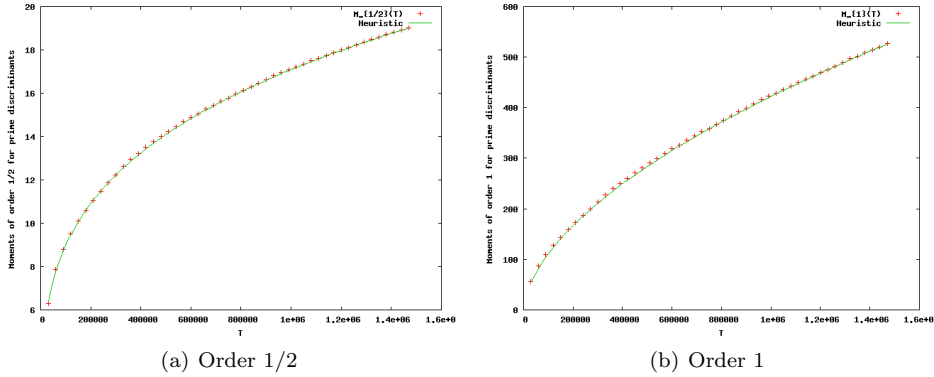 20
18
16
14
12
10
8
6
Moments of order 1/2 for prime discriminants
M_{1/2}(T)
Heuristic
0 200000 400000 600000 800000 1e+06 1.2e+06 1.4e+06 1.6e+0
T
(a) Order 1/2
600
500
400
300
200
100
0
Moments of order 1 for prime discriminants
M_{1}(T)
Heuristic
0 200000 400000 600000 800000 1e+06 1.2e+06 1.4e+06 1.6e+0
T
(b) Order 1